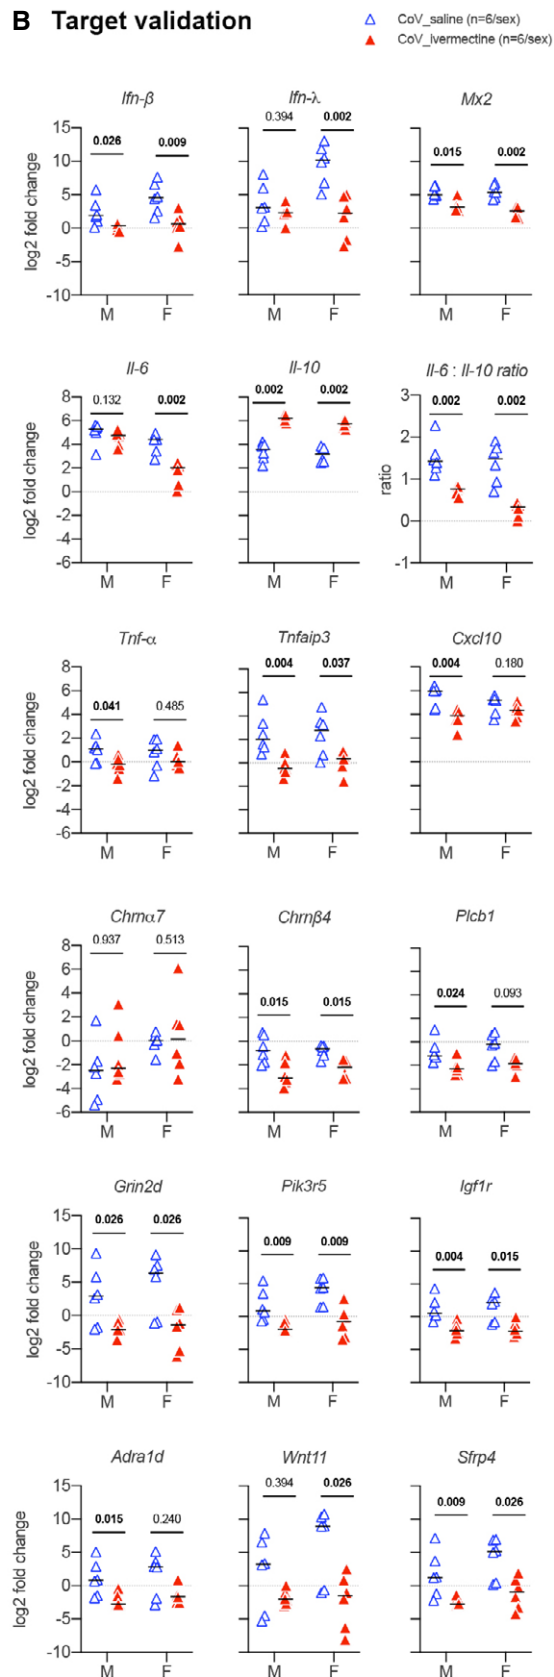 B Target validation
CoV_saline (n=6/sex)
CoV_ivermectine (n=6/sex)
Ifn-β Ifn-λ Mx2
0.026 0.009 0.394 0.002 0.015 0.002
log2 fold change
15
10
5
0
-5
-10
M F M F M F
Il-6 Il-10 Il-6 : Il-10 ratio
0.132 0.002 0.002 0.002 0.002 0.002
log2 fold change
8
6
4
2
0
-2
-4
-6
ratio
3
2
1
0
-1
M F M F M F
Tnf-α Tnfaip3 Cxcl10
0.041 0.485 0.004 0.037 0.004 0.180
log2 fold change
8
6
4
2
0
-2
-4
-6
M F M F M F
Chrnα7 Chrnβ4 Plcb1
0.937 0.513 0.015 0.015 0.024 0.093
log2 fold change
8
6
4
2
0
-2
-4
-6
M F M F M F
Grin2d Pik3r5 Igf1r
0.026 0.026 0.009 0.009 0.004 0.015
log2 fold change
15
10
5
0
-5
-10
M F M F M F
Adra1d Wnt11 Sfrp4
0.015 0.240 0.394 0.026 0.009 0.026
log2 fold change
15
10
5
0
-5
-10
M F M F M F